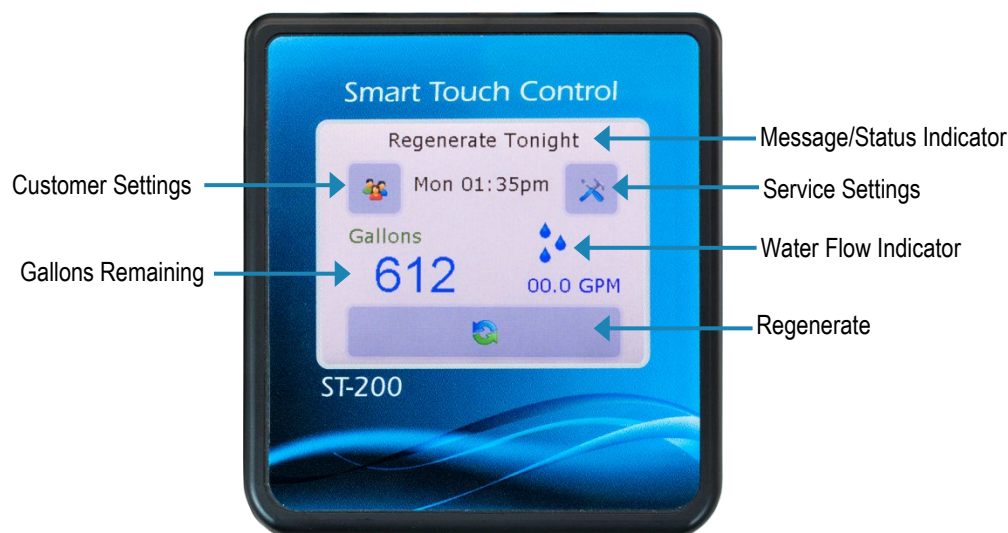 Smart Touch Control
Regenerate Tonight
Message/Status Indicator
Customer Settings
Mon 01:35pm
Service Settings
Gallons
Water Flow Indicator
Gallons Remaining
612
00.0 GPM
Regenerate
ST-200